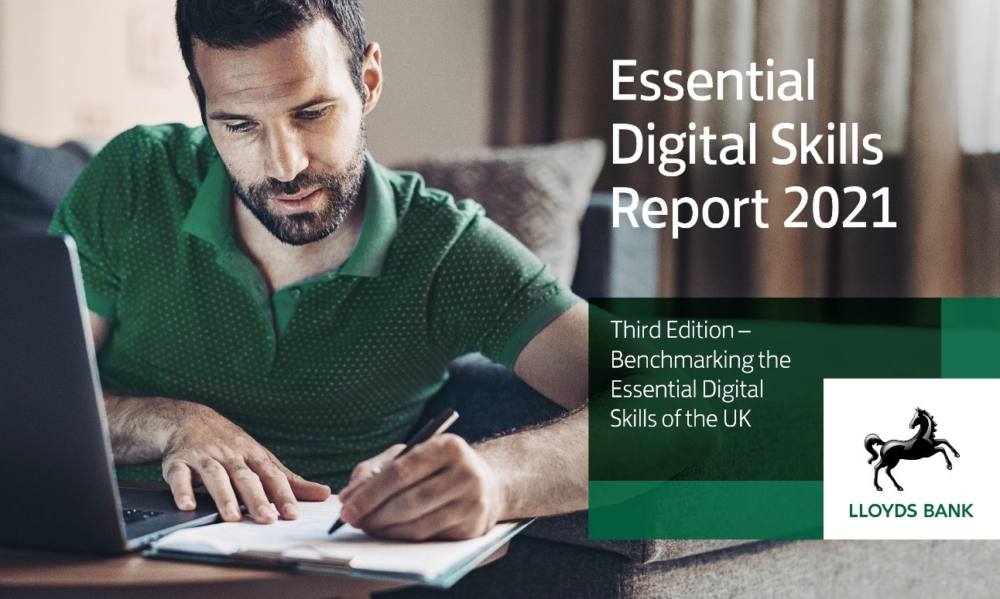 Essential
Digital Skills
Report 2021
Third Edition –
Benchmarking the
Essential Digital
Skills of the UK
LLOYDS BANK